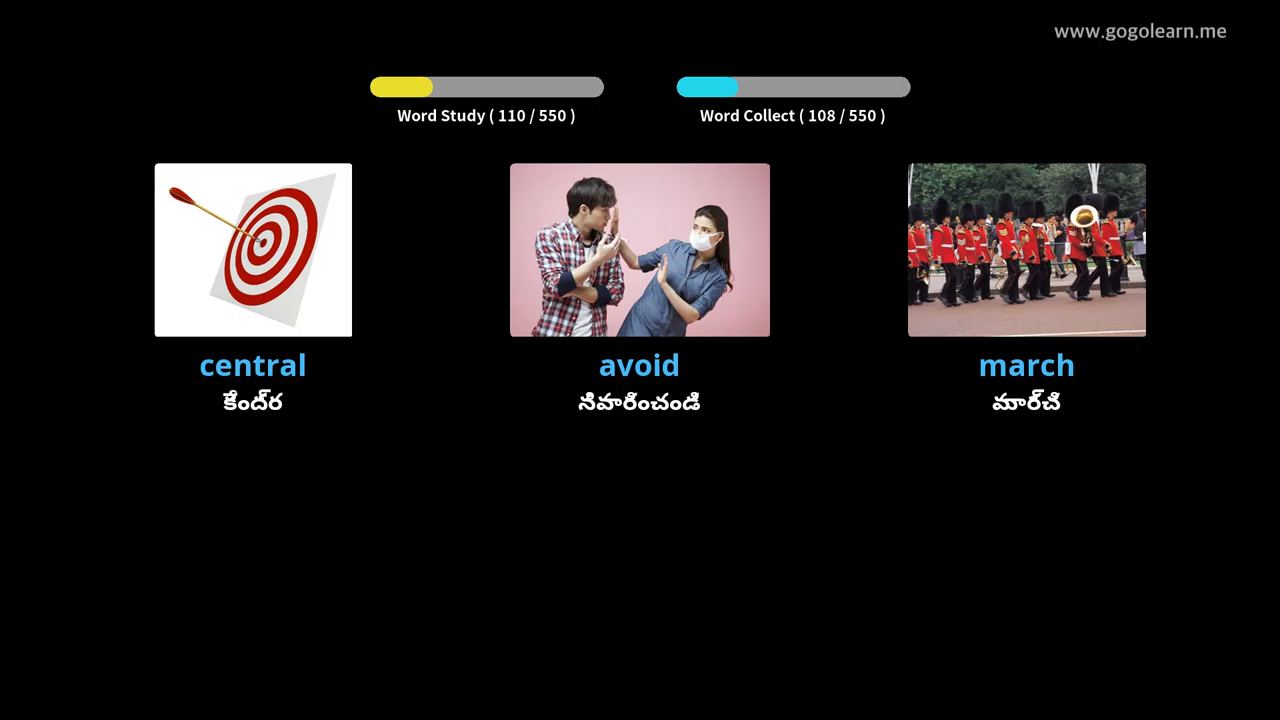 www.gogolearn.me
Word Study ( 110 / 550 )
Word Collect ( 108 / 550 )
central
avoid
march
కేంద్ర
నివారించండి
మార్చి